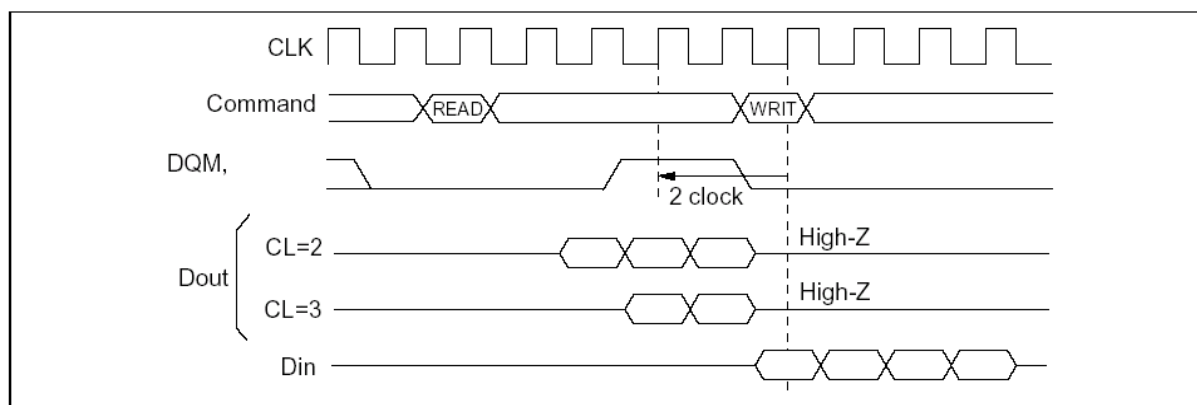 CLK
Command READ WRIT
DQM,
2 clock
CL=2 High-Z
Dout
CL=3 High-Z
Din